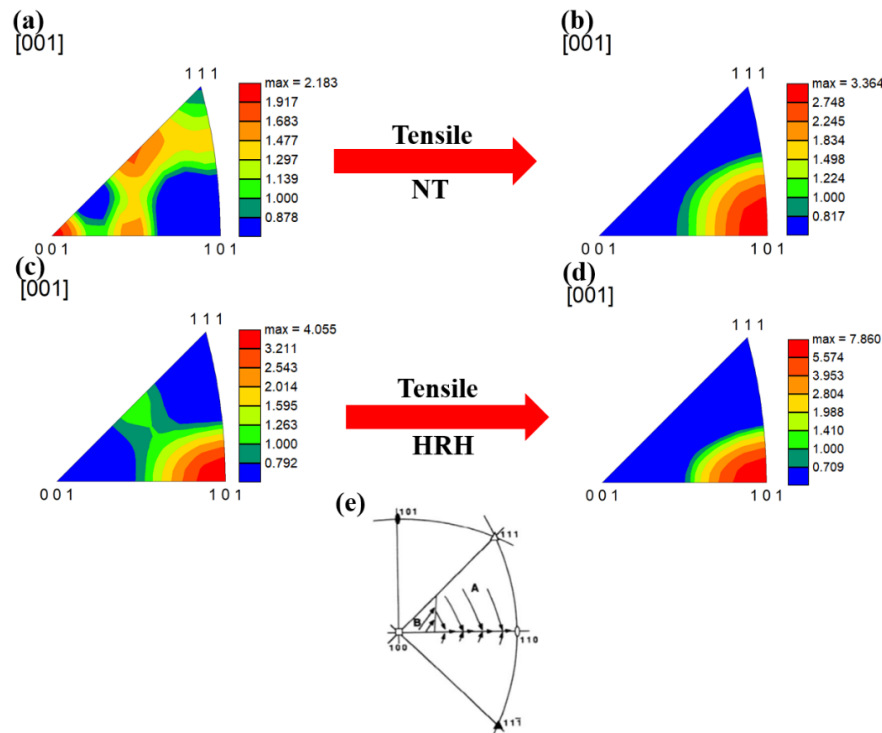 (a)
[001]
1 1 1
max = 2.183
1.917
1.683
1.477
1.297
1.139
1.000
0.878
0 0 1
1 0 1
Tensile
NT
(b)
[001]
1 1 1
max = 3.364
2.748
2.245
1.834
1.498
1.224
1.000
0.817
0 0 1
1 0 1
(c)
[001]
1 1 1
max = 4.055
3.211
2.543
2.014
1.595
1.263
1.000
0.792
0 0 1
1 0 1
Tensile
HRH
(d)
[001]
1 1 1
max = 7.860
5.574
3.953
2.804
1.988
1.410
1.000
0.709
0 0 1
1 0 1
(e)
101
111
A
B
100
110
111̄